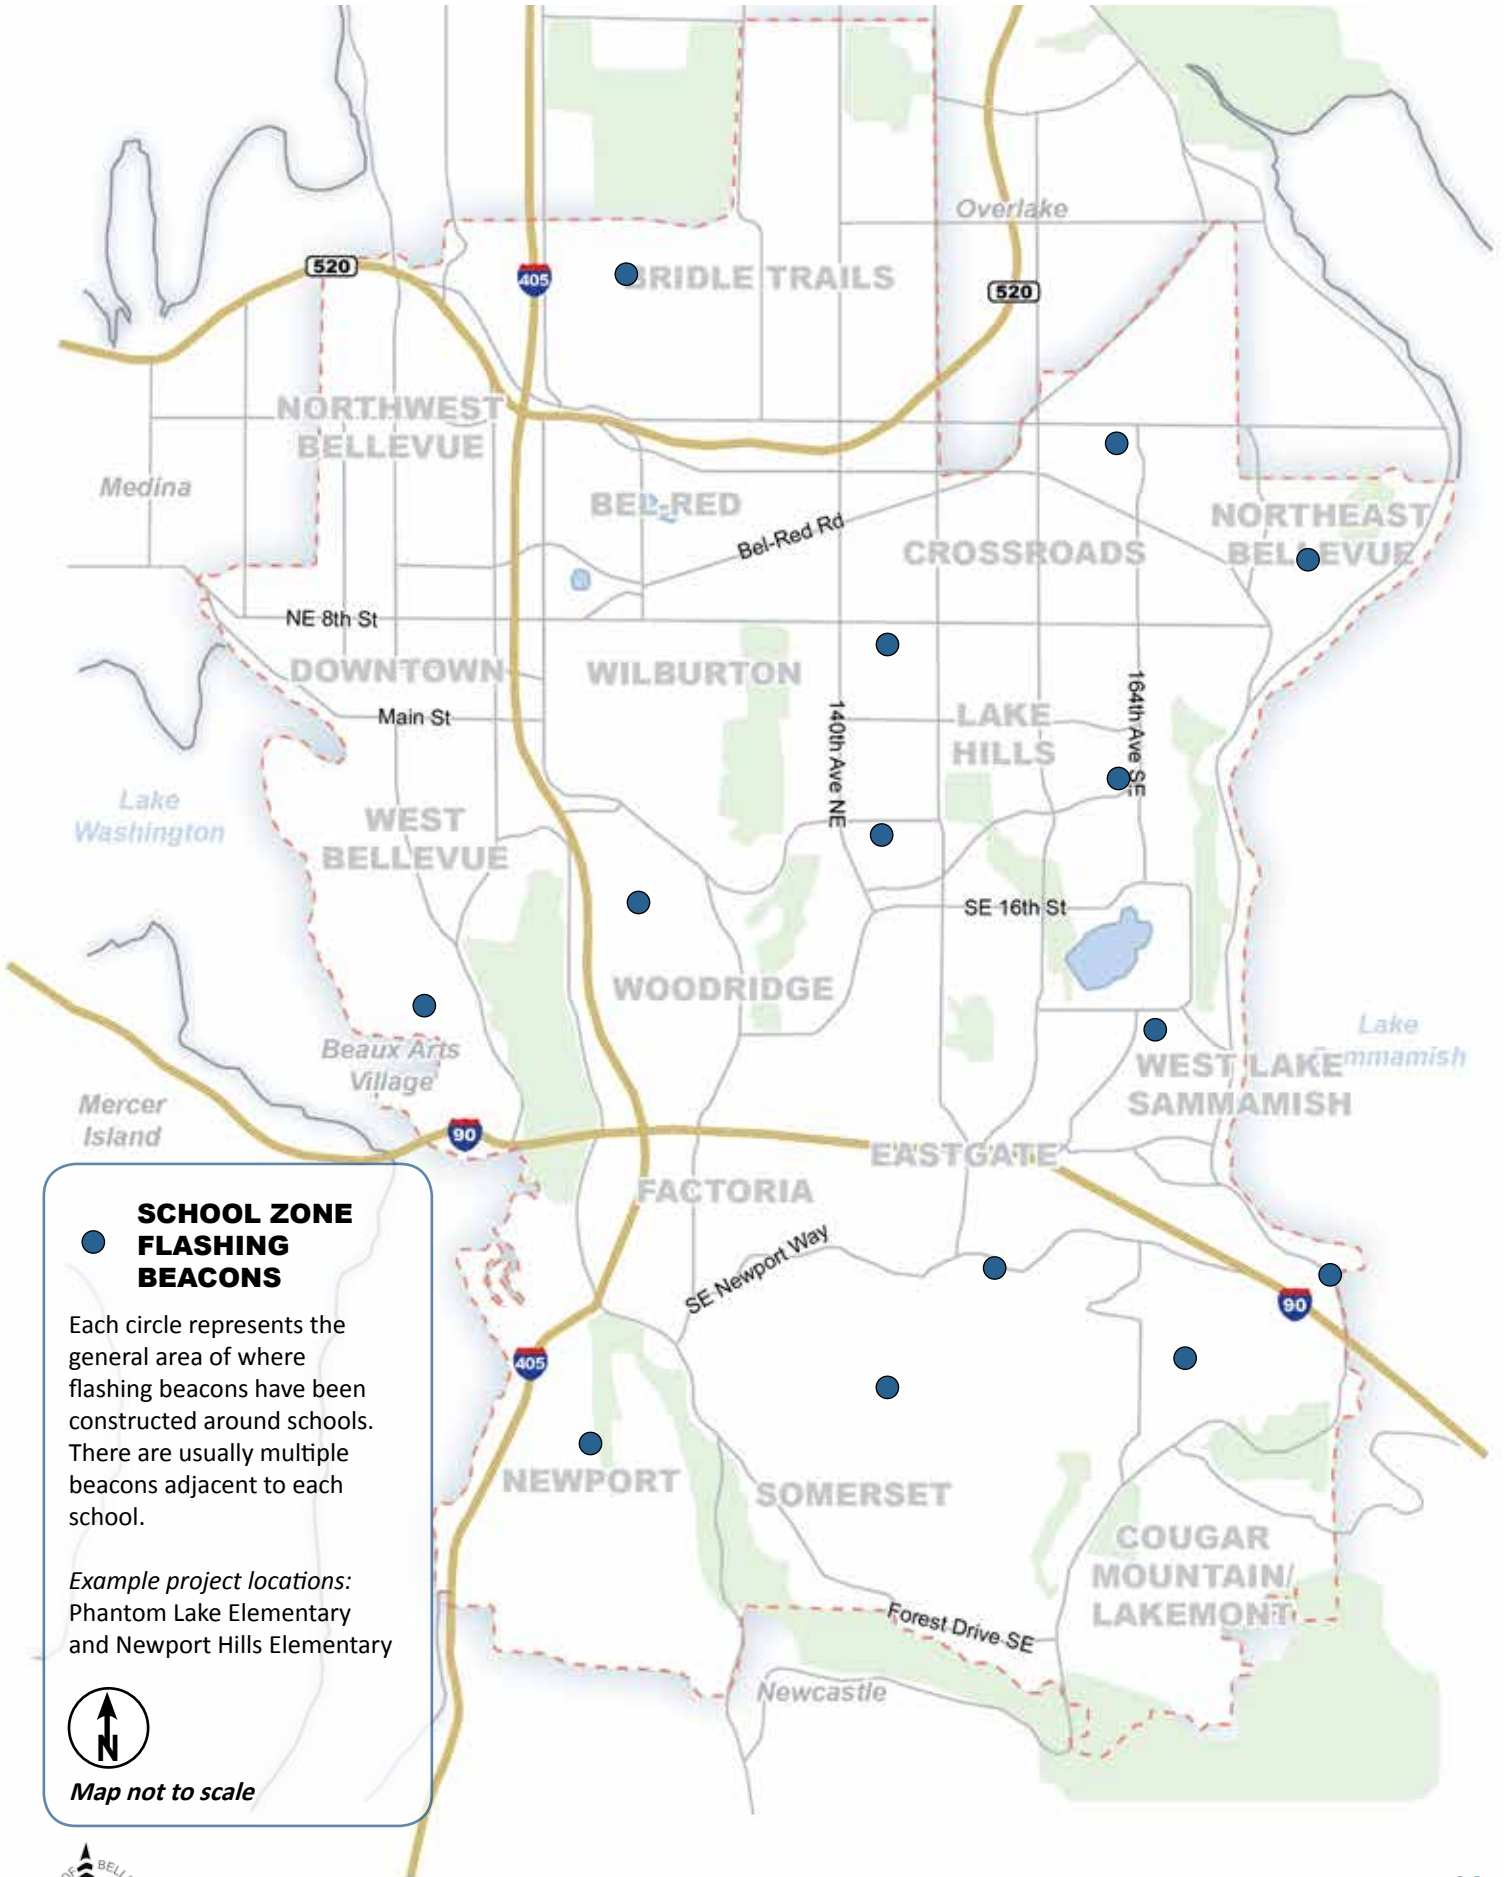 Overlake
520
405
BRIDLE TRAILS
520
NORTHWEST
BELLEVUE
Medina
BEL-RED
Bel-Red Rd
CROSSROADS
NORTHEAST
BELLEVUE
NE 8th St
DOWNTOWN
WILBURTON
Main St
140th Ave NE
LAKE
HILLS
164th Ave SE
Lake
Washington
WEST
BELLEVUE
SE 16th St
WOODRIDGE
Beaux Arts
Village
Lake
WEST LAKE
SAMMAMISH
Mercer
Island
90
EASTGATE
FACTORIA
SE Newport Way
90
405
NEWPORT
SOMERSET
COUGAR
MOUNTAIN/
LAKEMONT
Forest Drive SE
Newcastle
SCHOOL ZONE
FLASHING
BEACONS
Each circle represents the
general area of where
flashing beacons have been
constructed around schools.
There are usually multiple
beacons adjacent to each
school.
Example project locations:
Phantom Lake Elementary
and Newport Hills Elementary
N
Map not to scale